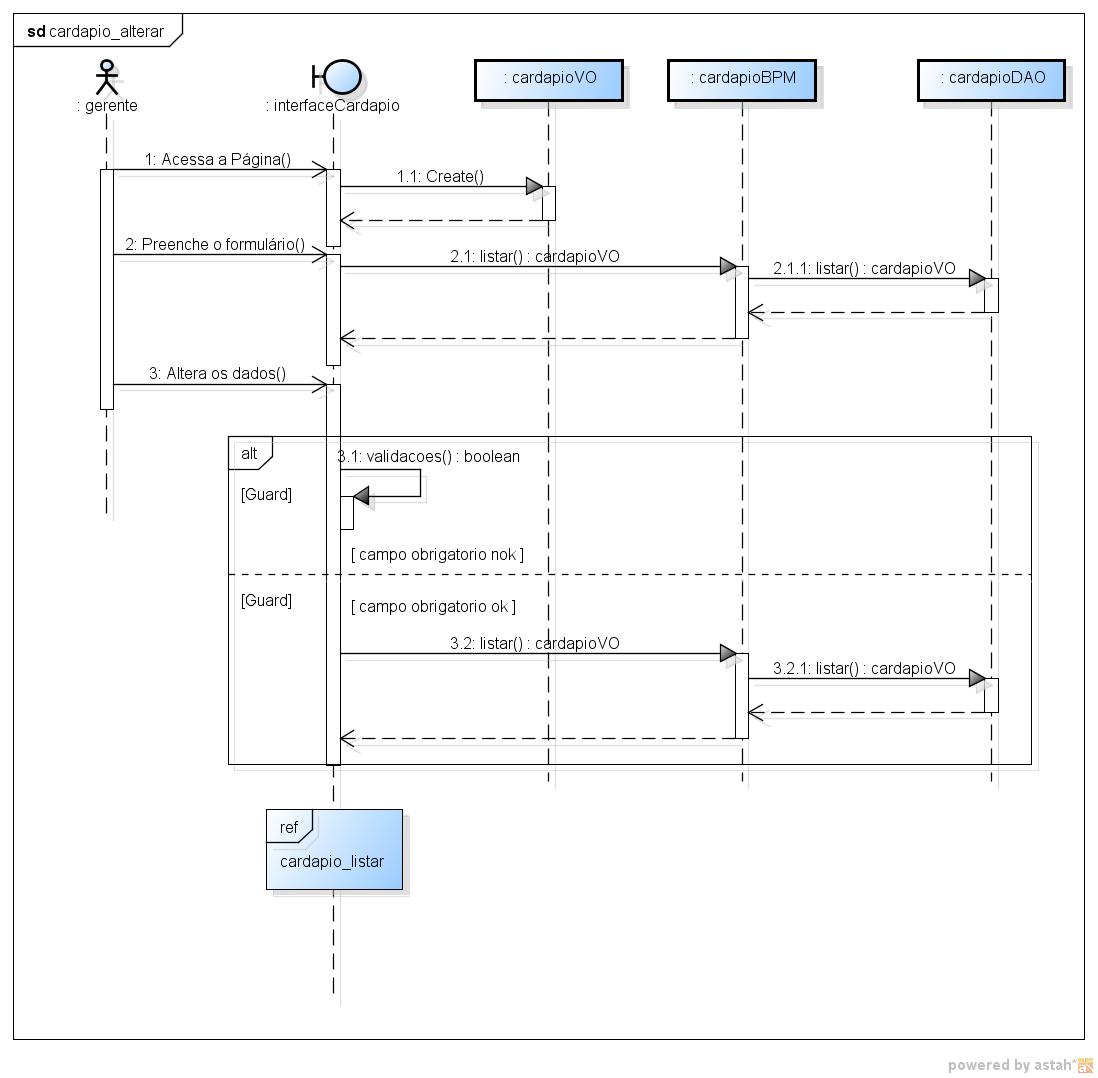 sd cardapio_alterar
: gerente
: interfaceCardapio
: cardapioVO
: cardapioBPM
: cardapioDAO
1: Acessa a Página()
1.1: Create()
2: Preenche o formulário()
2.1: listar() : cardapioVO
2.1.1: listar() : cardapioVO
3: Altera os dados()
alt
3.1: validacoes() : boolean
[Guard]
[ campo obrigatorio nok ]
[Guard]
[ campo obrigatorio ok ]
3.2: listar() : cardapioVO
3.2.1: listar() : cardapioVO
ref
cardapio_listar
powered by astah*